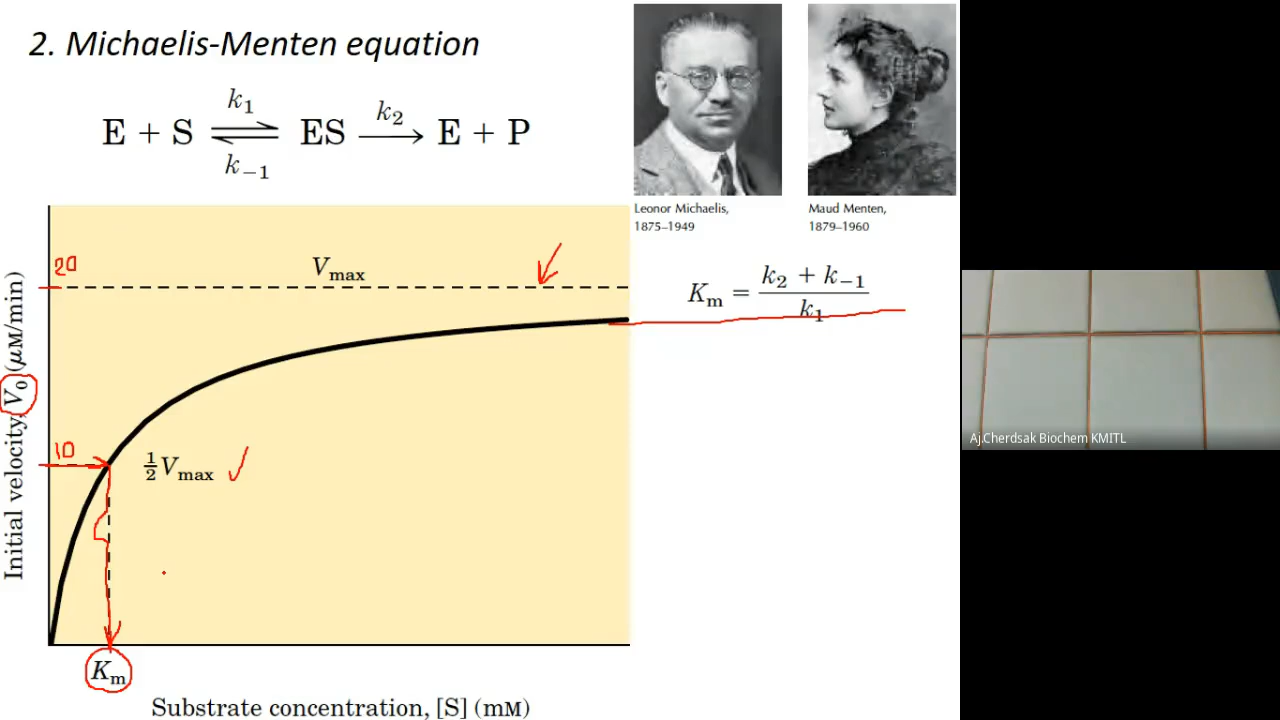 2. Michaelis-Menten equation
E + S k₁ k₋₁ ES k₂ E + P
Leonor Michaelis,
1875–1949
Maud Menten,
1879–1960
Kₘ = (k₂ + k₋₁) / k₁
20
Vmax
10
½Vmax
Initial velocity, V₀ (μM/min)
Kₘ
Substrate concentration, [S] (mM)
Aj.Cherdsak Biochem KMITL